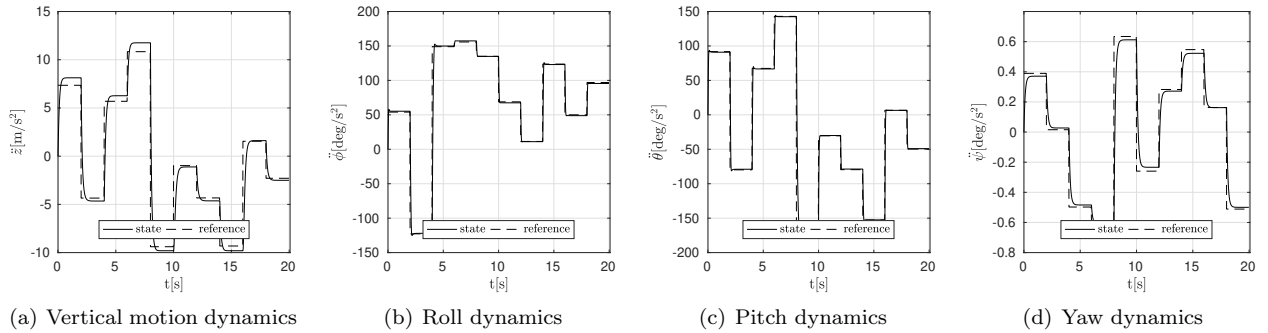 15
10
5
0
-5
-10
z̈[m/s²]
state
reference
0
5
10
15
20
t[s]
(a) Vertical motion dynamics
150
100
50
0
-50
-100
-150
ϕ̈[deg/s²]
state
reference
0
5
10
15
20
t[s]
(b) Roll dynamics
150
100
50
0
-50
-100
-150
-200
θ̈[deg/s²]
state
reference
0
5
10
15
20
t[s]
(c) Pitch dynamics
0.6
0.4
0.2
0
-0.2
-0.4
-0.6
-0.8
ψ̈[deg/s²]
state
reference
0
5
10
15
20
t[s]
(d) Yaw dynamics